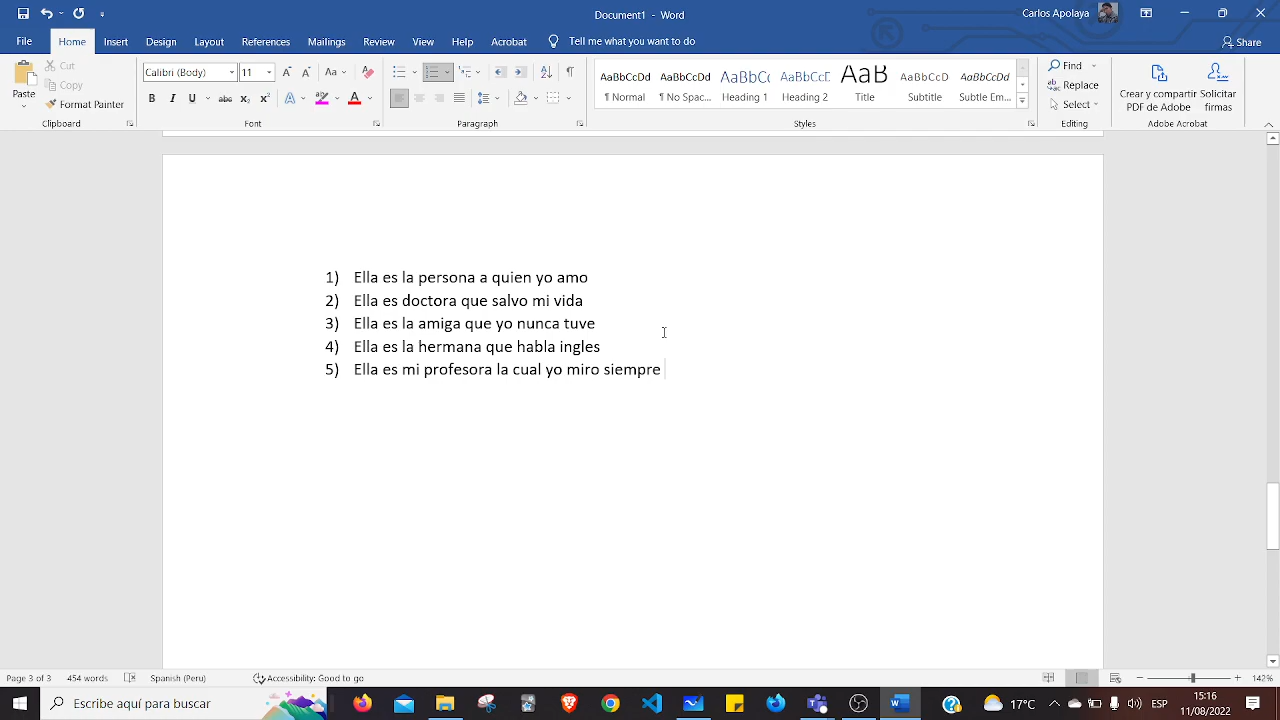 Document1 - Word
Carlos Apolaya
File Home Insert Design Layout References Mailings Review View Help Acrobat Tell me what you want to do Share
Paste
Cut
Copy
Format Painter
Clipboard
Calibri (Body) 11
Font
Paragraph
AaBbCcDd AaBbCcDd AaBbC( AaBbCcE AaB AaBbCcD AaBbCcDd
¶ Normal ¶ No Spac... Heading 1 Heading 2 Title Subtitle Subtle Em...
Styles
Find
Replace
Select
Editing
Crear y compartir PDF de Adobe
Solicitar firmas
Adobe Acrobat
1) Ella es la persona a quien yo amo
2) Ella es doctora que salvo mi vida
3) Ella es la amiga que yo nunca tuve
4) Ella es la hermana que habla ingles
5) Ella es mi profesora la cual yo miro siempre
Page 3 of 3 454 words Spanish (Peru) Accessibility: Good to go 142%
Escribe aquí para buscar
17°C ESP 15:16
11/08/2022